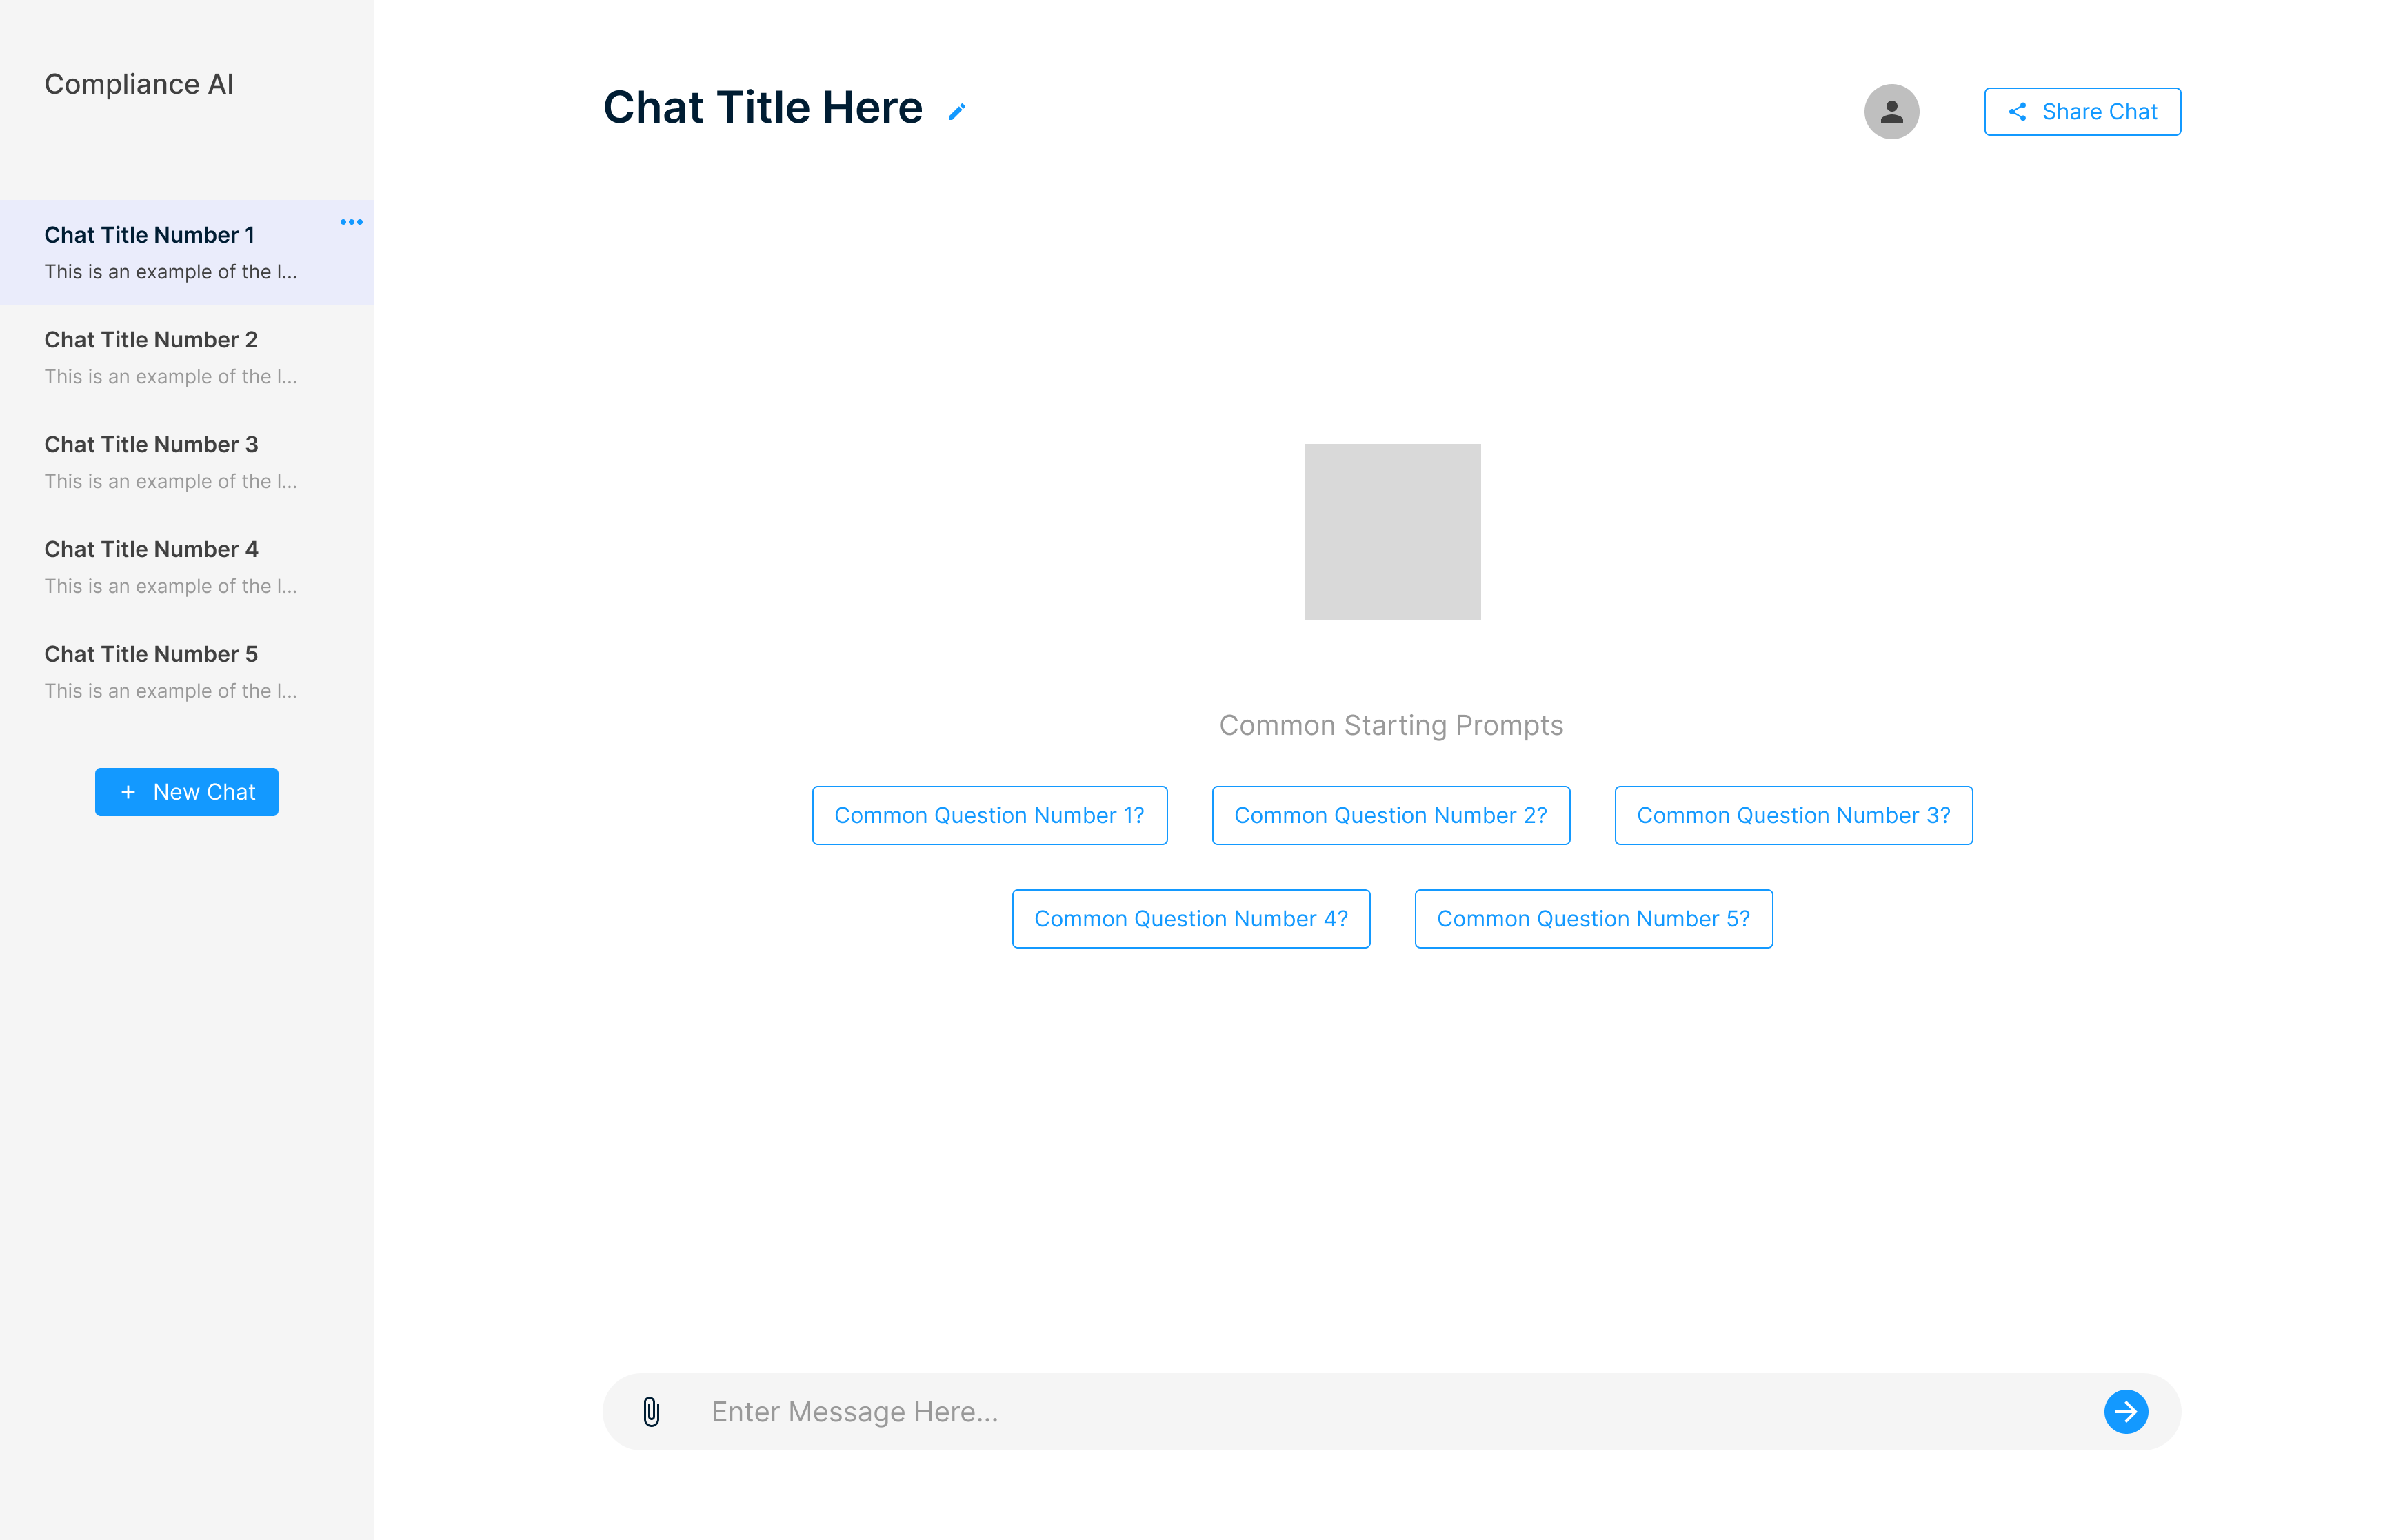 Compliance AI
Chat Title Number 1
This is an example of the l...
Chat Title Number 2
This is an example of the l...
Chat Title Number 3
This is an example of the l...
Chat Title Number 4
This is an example of the l...
Chat Title Number 5
This is an example of the l...
+ New Chat
Chat Title Here
Share Chat
Common Starting Prompts
Common Question Number 1?
Common Question Number 2?
Common Question Number 3?
Common Question Number 4?
Common Question Number 5?
Enter Message Here...